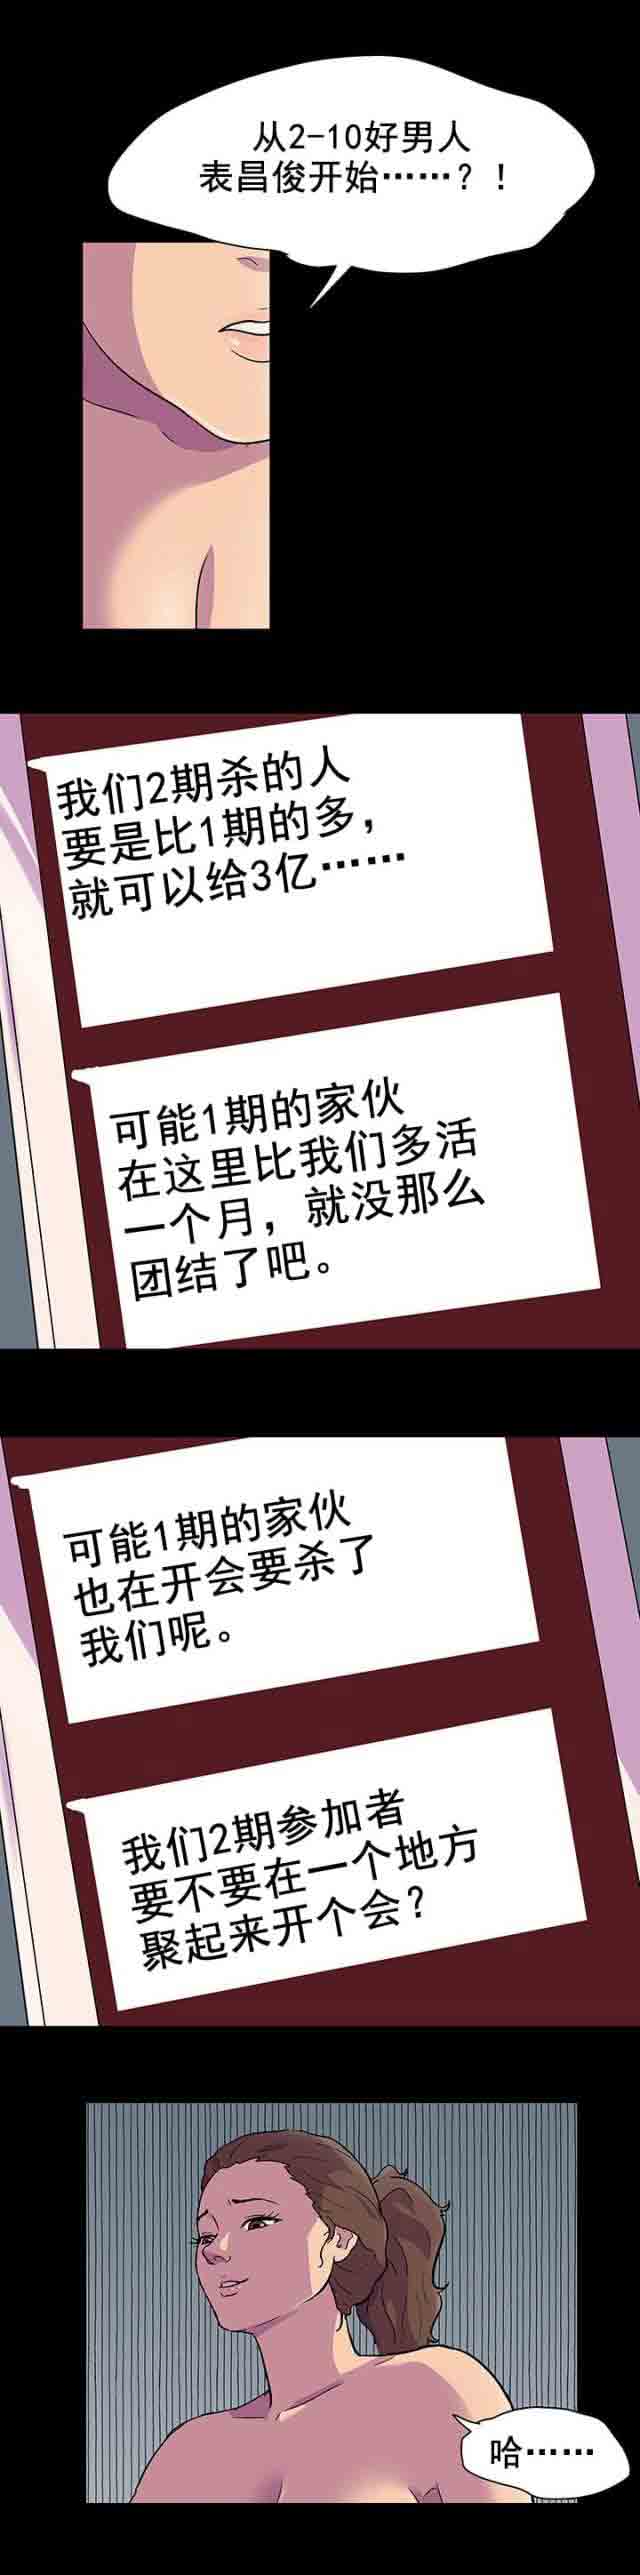 从2-10好男人
表昌俊开始……？！
我们2期杀的人
要是比1期的多，
就可以给3亿……
可能1期的家伙
在这里比我们多活
一个月，就没那么
团结了吧。
可能1期的家伙
也在开会要杀了
我们呢。
我们2期参加者
要不要在一个地方
聚起来开个会？
哈……